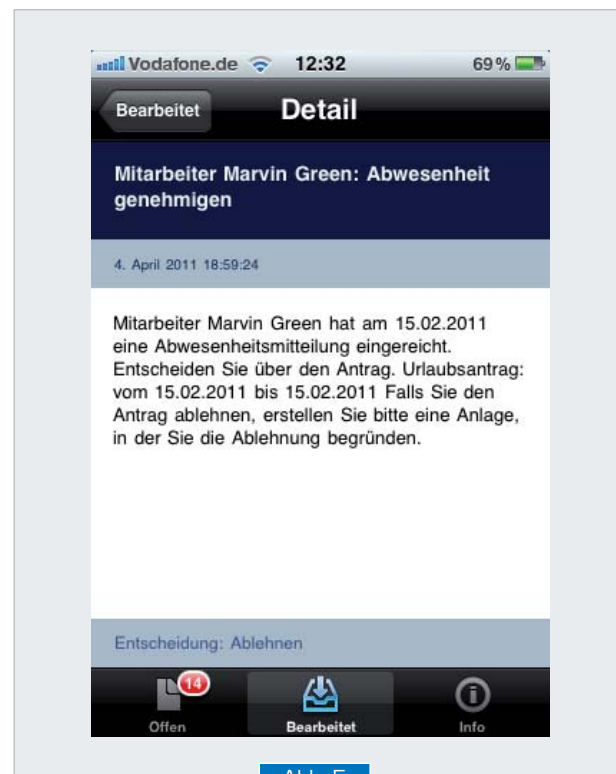 Vodafone.de 12:32 69 %
Bearbeitet Detail
Mitarbeiter Marvin Green: Abwesenheit
genehmigen
4. April 2011 18:59:24
Mitarbeiter Marvin Green hat am 15.02.2011
eine Abwesenheitsmitteilung eingereicht.
Entscheiden Sie über den Antrag. Urlaubsantrag:
vom 15.02.2011 bis 15.02.2011 Falls Sie den
Antrag ablehnen, erstellen Sie bitte eine Anlage,
in der Sie die Ablehnung begründen.
Entscheidung: Ablehnen
14
Offen Bearbeitet Info